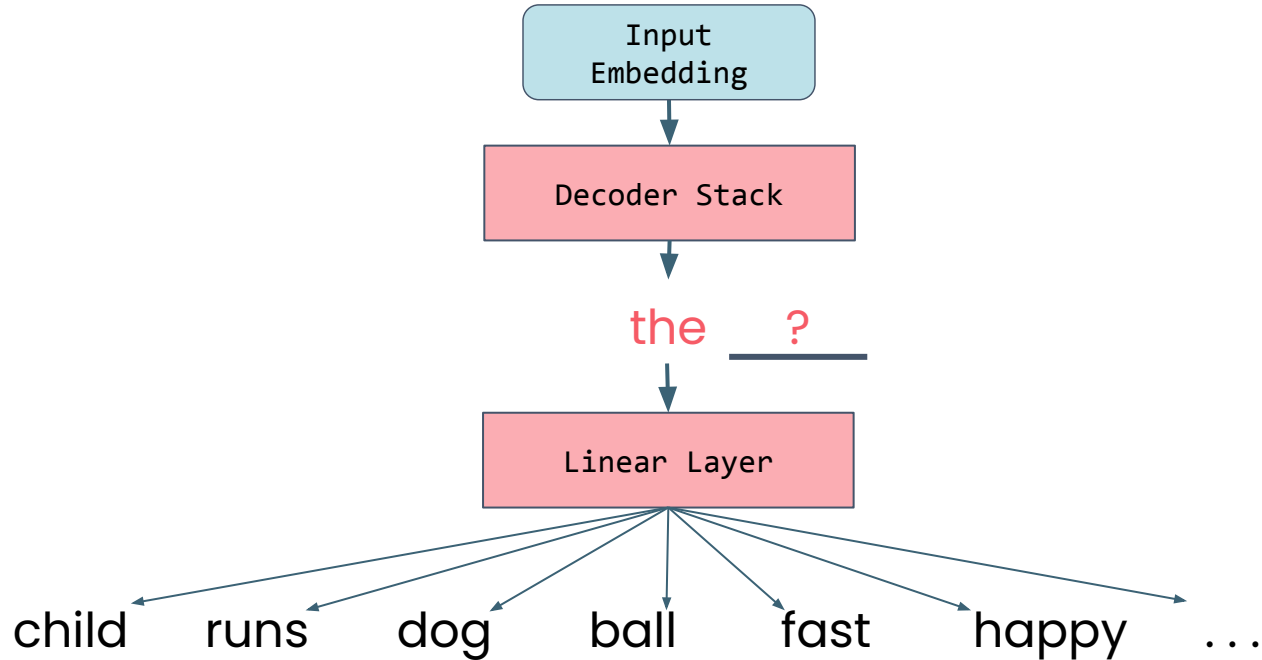 Input
Embedding
Decoder Stack
the ?
Linear Layer
child runs dog ball fast happy ...